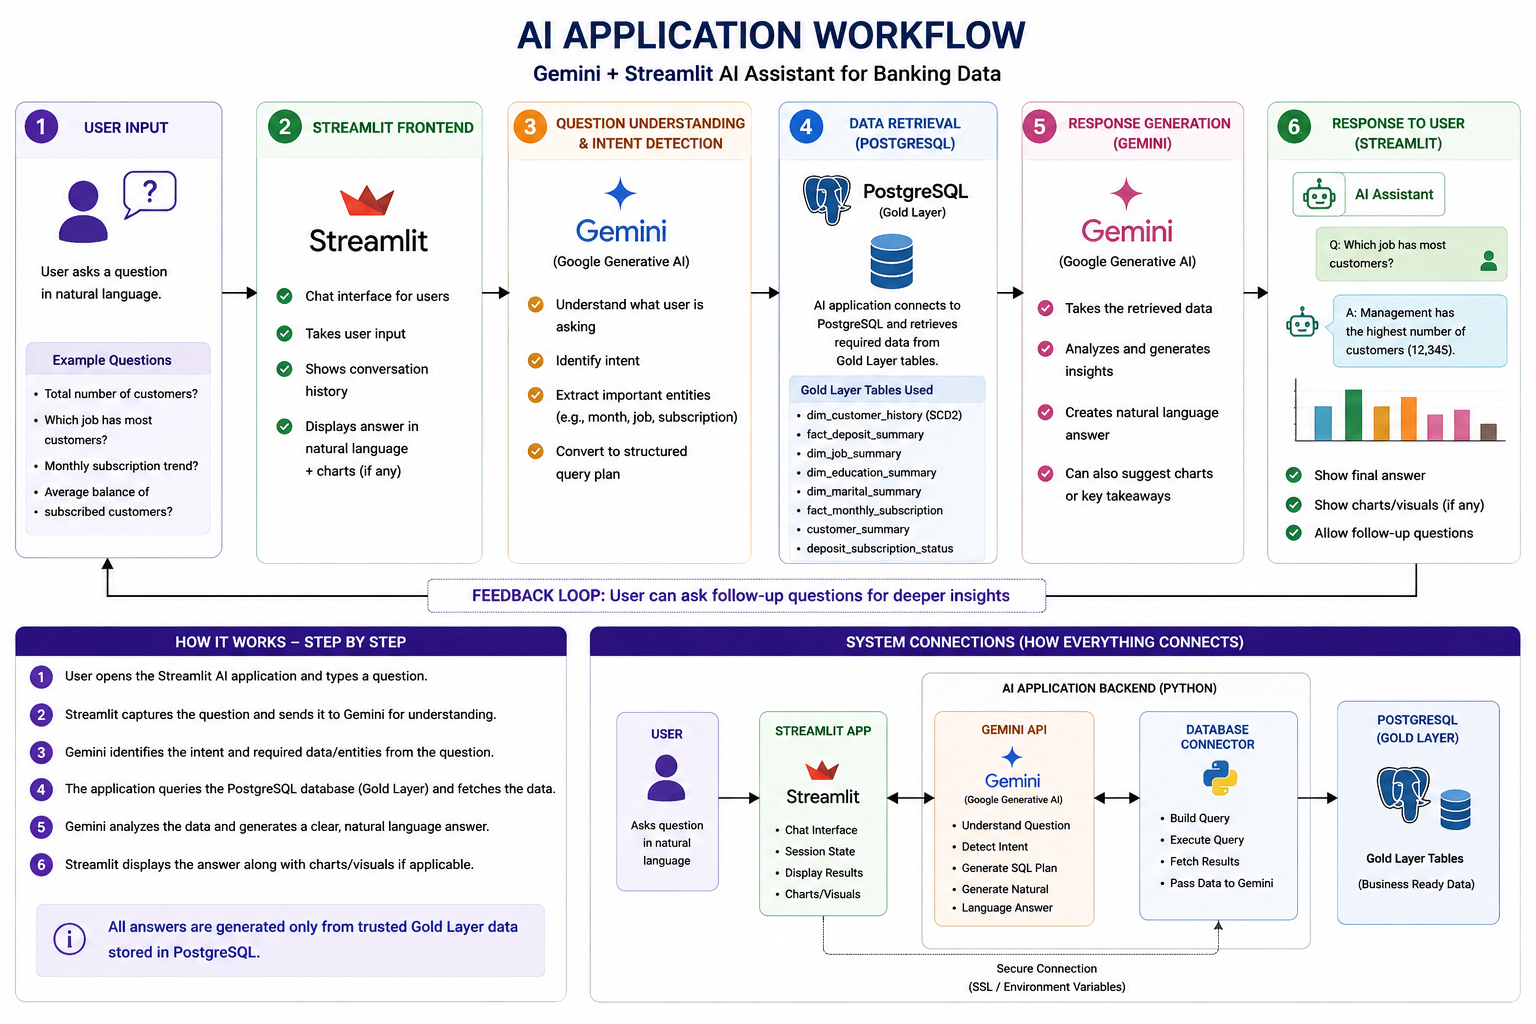 AI APPLICATION WORKFLOW
Gemini + Streamlit AI Assistant for Banking Data
1
USER INPUT
?
User asks a question
in natural language.
Example Questions
• Total number of customers?
• Which job has most
customers?
• Monthly subscription trend?
• Average balance of
• subscribed customers?
2
STREAMLIT FRONTEND
Streamlit
Chat interface for users
Takes user input
Shows conversation
history
Displays answer in
natural language
+ charts (if any)
3
QUESTION UNDERSTANDING
& INTENT DETECTION
Gemini
(Google Generative AI)
Understand what user is
asking
Identify intent
Extract important entities
(e.g., month, job, subscription)
Convert to structured
query plan
4
DATA RETRIEVAL
(POSTGRESQL)
PostgreSQL
(Gold Layer)
AI application connects to
PostgreSQL and retrieves
required data from
Gold Layer tables.
Gold Layer Tables Used
• dim_customer_history (SCD2)
• fact_deposit_summary
• dim_job_summary
• dim_education_summary
• dim_marital_summary
• fact_monthly_subscription
• customer_summary
• deposit_subscription_status
5
RESPONSE GENERATION
(GEMINI)
Gemini
(Google Generative AI)
Takes the retrieved data
Analyzes and generates
insights
Creates natural language
answer
Can also suggest charts
or key takeaways
6
RESPONSE TO USER
(STREAMLIT)
AI Assistant
Q: Which job has most
customers?
A: Management has
the highest number of
customers (12,345).
Show final answer
Show charts/visuals (if any)
Allow follow-up questions
FEEDBACK LOOP: User can ask follow-up questions for deeper insights
HOW IT WORKS – STEP BY STEP
1 User opens the Streamlit AI application and types a question.
2 Streamlit captures the question and sends it to Gemini for understanding.
3 Gemini identifies the intent and required data/entities from the question.
4 The application queries the PostgreSQL database (Gold Layer) and fetches the data.
5 Gemini analyzes the data and generates a clear, natural language answer.
6 Streamlit displays the answer along with charts/visuals if applicable.
i
All answers are generated only from trusted Gold Layer data
stored in PostgreSQL.
SYSTEM CONNECTIONS (HOW EVERYTHING CONNECTS)
USER
Asks question
in natural
language
STREAMLIT APP
Streamlit
• Chat Interface
• Session State
• Display Results
• Charts/Visuals
AI APPLICATION BACKEND (PYTHON)
GEMINI API
Gemini
(Google Generative AI)
• Understand Question
• Detect Intent
• Generate SQL Plan
• Generate Natural
• Language Answer
DATABASE
CONNECTOR
• Build Query
• Execute Query
• Fetch Results
• Pass Data to Gemini
POSTGRESQL
(GOLD LAYER)
Gold Layer Tables
(Business Ready Data)
Secure Connection
(SSL / Environment Variables)